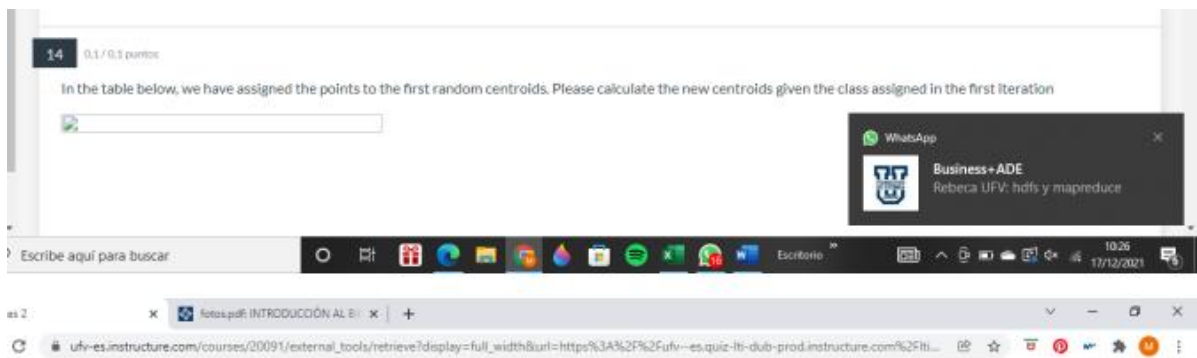 14 0,1 / 0,1 puntos
In the table below, we have assigned the points to the first random centroids. Please calculate the new centroids given the class assigned in the first iteration
WhatsApp
Business+ADE
Rebeca UFV: hdfs y mapreduce
Escribe aquí para buscar
Escritorio
10:26
17/12/2021
es 2
fotos.pdf: INTRODUCCIÓN AL BI
ufv-es.instructure.com/courses/20091/external_tools/retrieve?display=full_width&url=https%3A%2F%2Fufv--es.quiz-lti-dub-prod.instructure.com%2Flti...